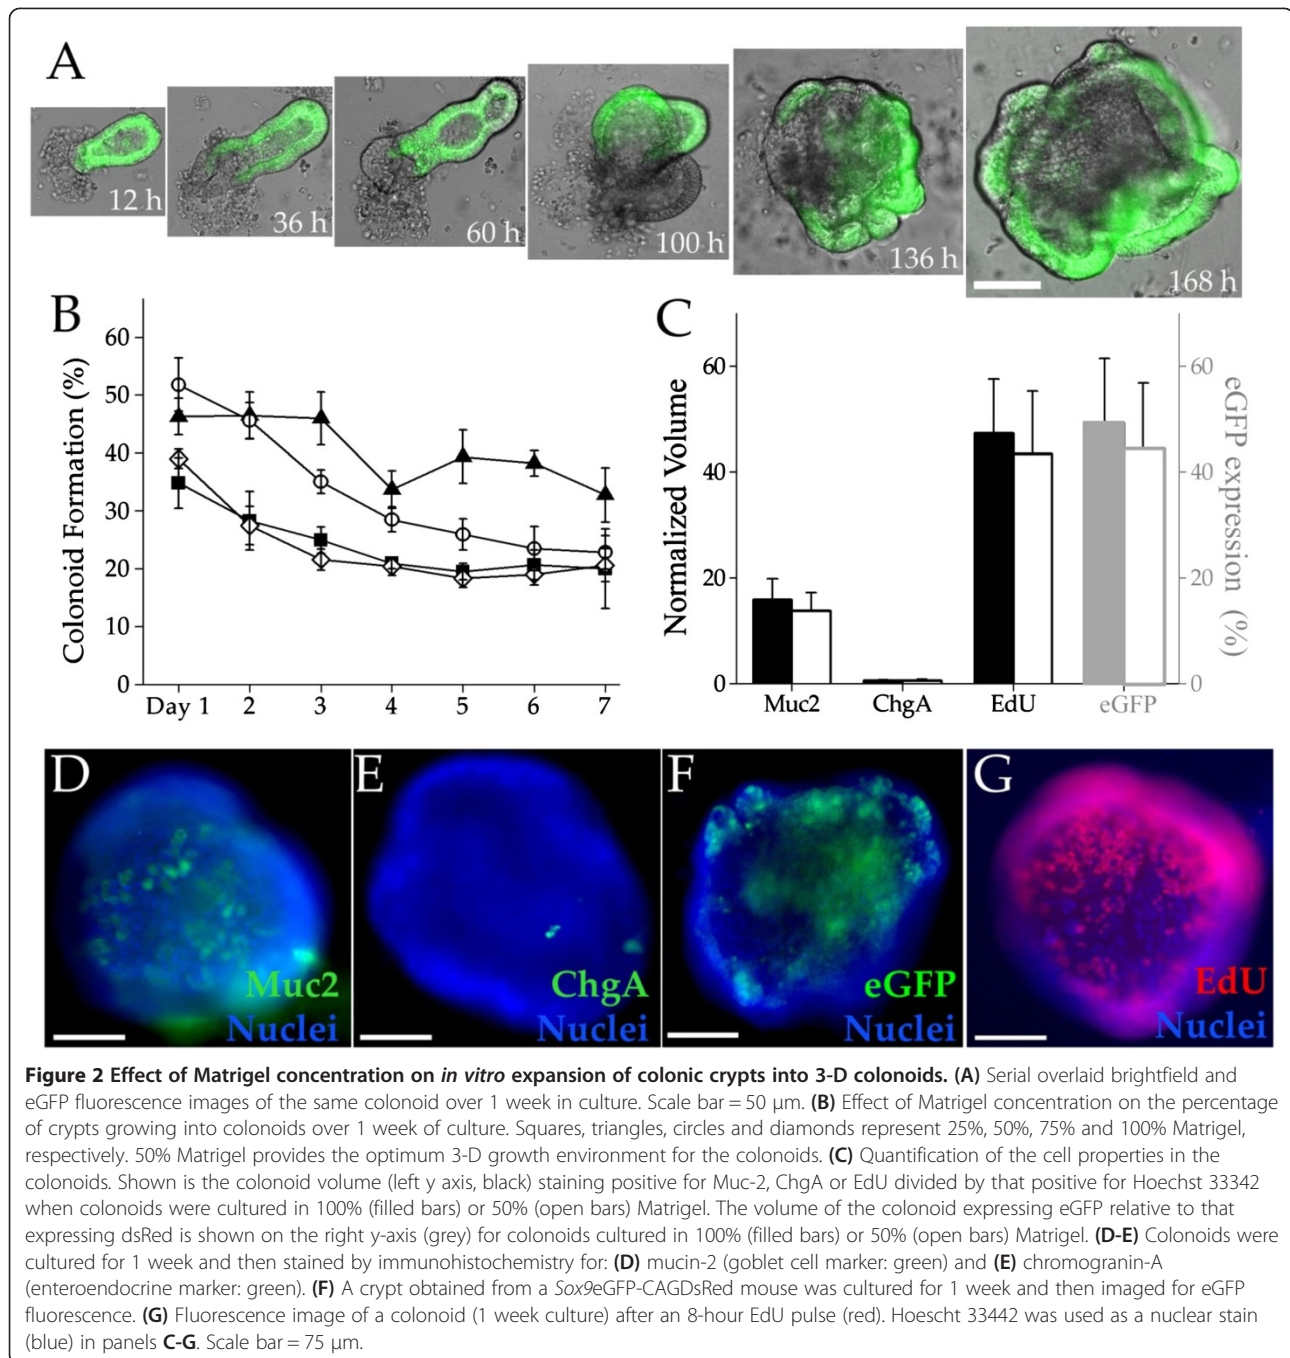 A
12 h
36 h
60 h
100 h
136 h
168 h
B
Colonoid Formation (%)
60
50
40
30
20
10
0
Day 1 2 3 4 5 6 7
C
Normalized Volume
60
40
20
0
eGFP expression (%)
60
40
20
0
Muc2 ChgA EdU eGFP
D
Muc2
Nuclei
E
ChgA
Nuclei
F
eGFP
Nuclei
G
EdU
Nuclei
Figure 2 Effect of Matrigel concentration on in vitro expansion of colonic crypts into 3-D colonoids. (A) Serial overlaid brightfield and
eGFP fluorescence images of the same colonoid over 1 week in culture. Scale bar = 50 μm. (B) Effect of Matrigel concentration on the percentage
of crypts growing into colonoids over 1 week of culture. Squares, triangles, circles and diamonds represent 25%, 50%, 75% and 100% Matrigel,
respectively. 50% Matrigel provides the optimum 3-D growth environment for the colonoids. (C) Quantification of the cell properties in the
colonoids. Shown is the colonoid volume (left y axis, black) staining positive for Muc-2, ChgA or EdU divided by that positive for Hoechst 33342
when colonoids were cultured in 100% (filled bars) or 50% (open bars) Matrigel. The volume of the colonoid expressing eGFP relative to that
expressing dsRed is shown on the right y-axis (grey) for colonoids cultured in 100% (filled bars) or 50% (open bars) Matrigel. (D-E) Colonoids were
cultured for 1 week and then stained by immunohistochemistry for: (D) mucin-2 (goblet cell marker: green) and (E) chromogranin-A
(enteroendocrine marker: green). (F) A crypt obtained from a Sox9eGFP-CAGDsRed mouse was cultured for 1 week and then imaged for eGFP
fluorescence. (G) Fluorescence image of a colonoid (1 week culture) after an 8-hour EdU pulse (red). Hoescht 33442 was used as a nuclear stain
(blue) in panels C-G. Scale bar = 75 μm.